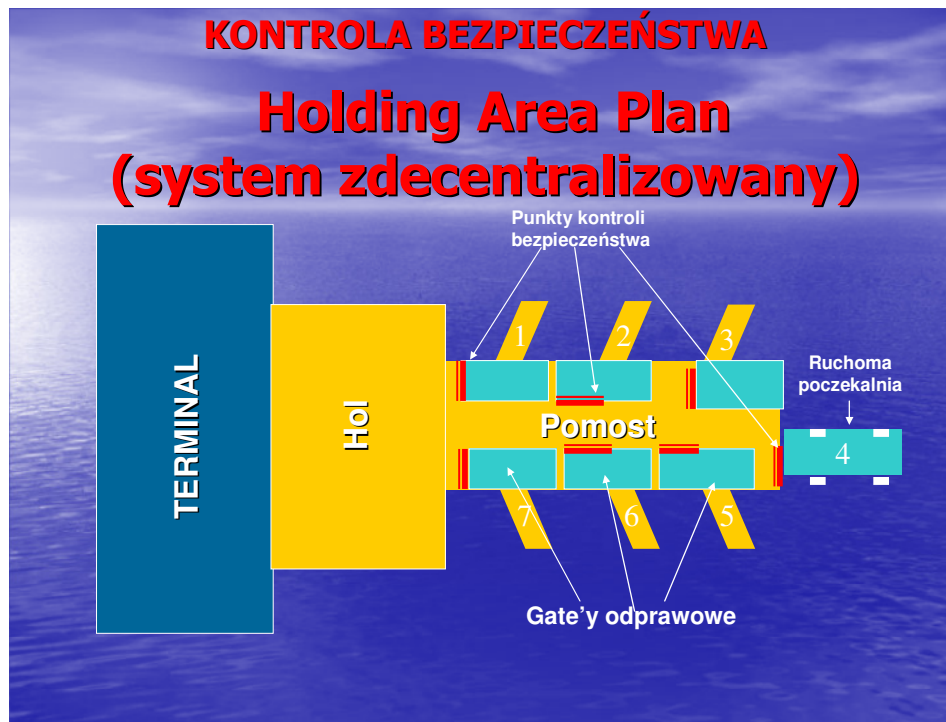 KONTROLA BEZPIECZEŃSTWA
Holding Area Plan
(system zdecentralizowany)
Punkty kontroli
bezpieczeństwa
1
2
3
Ruchoma
poczekalnia
TERMINAL
Hol
Pomost
4
7
6
5
Gate’y odprawowe